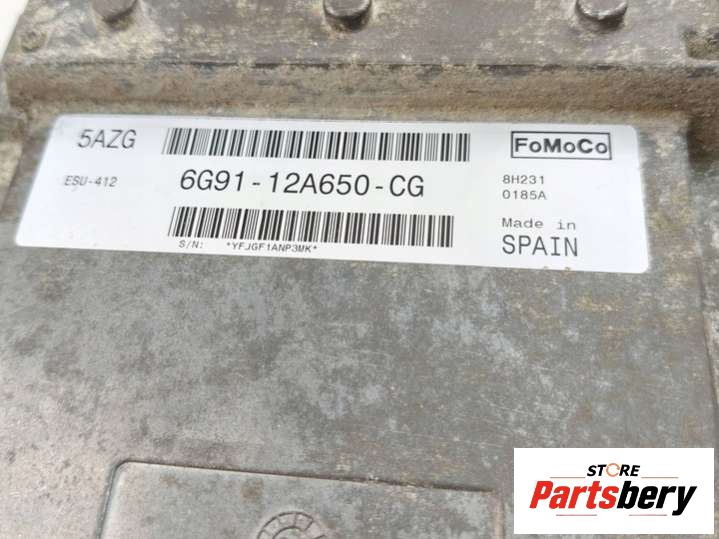 5AZG
FoMoCo
ESU-412
6G91-12A650-CG
8H231
0185A
S/N: *YFJGF1ANP3MK*
Made in
SPAIN
STORE
Partsbery